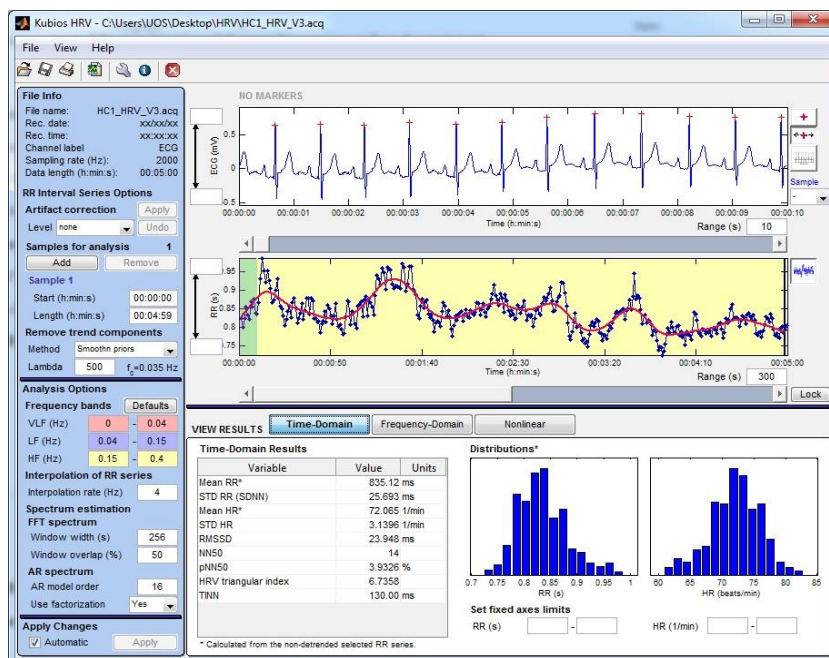 Kubios HRV - C:\Users\UOS\Desktop\HRV\HC1_HRV_V3.acq
File View Help
File Info
File name: HC1_HRV_V3.acq
Rec. date: xx/xx/xx
Rec. time: xx:xx:xx
Channel label ECG
Sampling rate (Hz): 2000
Data length (h:min:s): 00:05:00
RR Interval Series Options
Artifact correction Apply
Level none Undo
Samples for analysis 1
Add Remove
Sample 1
Start (h:min:s) 00:00:00
Length (h:min:s) 00:04:59
Remove trend components
Method Smoothn priors
Lambda 500 fc=0.035 Hz
Analysis Options
Frequency bands Defaults
VLF (Hz) 0 - 0.04
LF (Hz) 0.04 - 0.15
HF (Hz) 0.15 - 0.4
Interpolation of RR series
Interpolation rate (Hz) 4
Spectrum estimation
FFT spectrum
Window width (s) 256
Window overlap (%) 50
AR spectrum
AR model order 16
Use factorization Yes
Apply Changes
Automatic Apply
NO MARKERS
ECG (mV)
0.5
0
-0.5
00:00:00 00:00:01 00:00:02 00:00:03 00:00:04 00:00:05 00:00:06 00:00:07 00:00:08 00:00:09 00:00:10
Time (h:min:s)
Range (s) 10
Sample
-
RR (s)
0.95
0.9
0.85
0.8
0.75
00:00:00 00:00:50 00:01:40 00:02:30 00:03:20 00:04:10 00:05:00
Time (h:min:s)
Range (s) 300
Lock
VIEW RESULTS Time-Domain Frequency-Domain Nonlinear
Time-Domain Results
Variable Value Units
Mean RR* 835.12 ms
STD RR (SDNN) 25.693 ms
Mean HR* 72.065 1/min
STD HR 3.1396 1/min
RMSSD 23.948 ms
NN50 14
pNN50 3.9326 %
HRV triangular index 6.7358
TINN 130.00 ms
* Calculated from the non-detrended selected RR series.
Distributions*
0.7 0.75 0.8 0.85 0.9 0.95 1
RR (s)
60 65 70 75 80 85
HR (beats/min)
Set fixed axes limits
RR (s) - HR (1/min) -